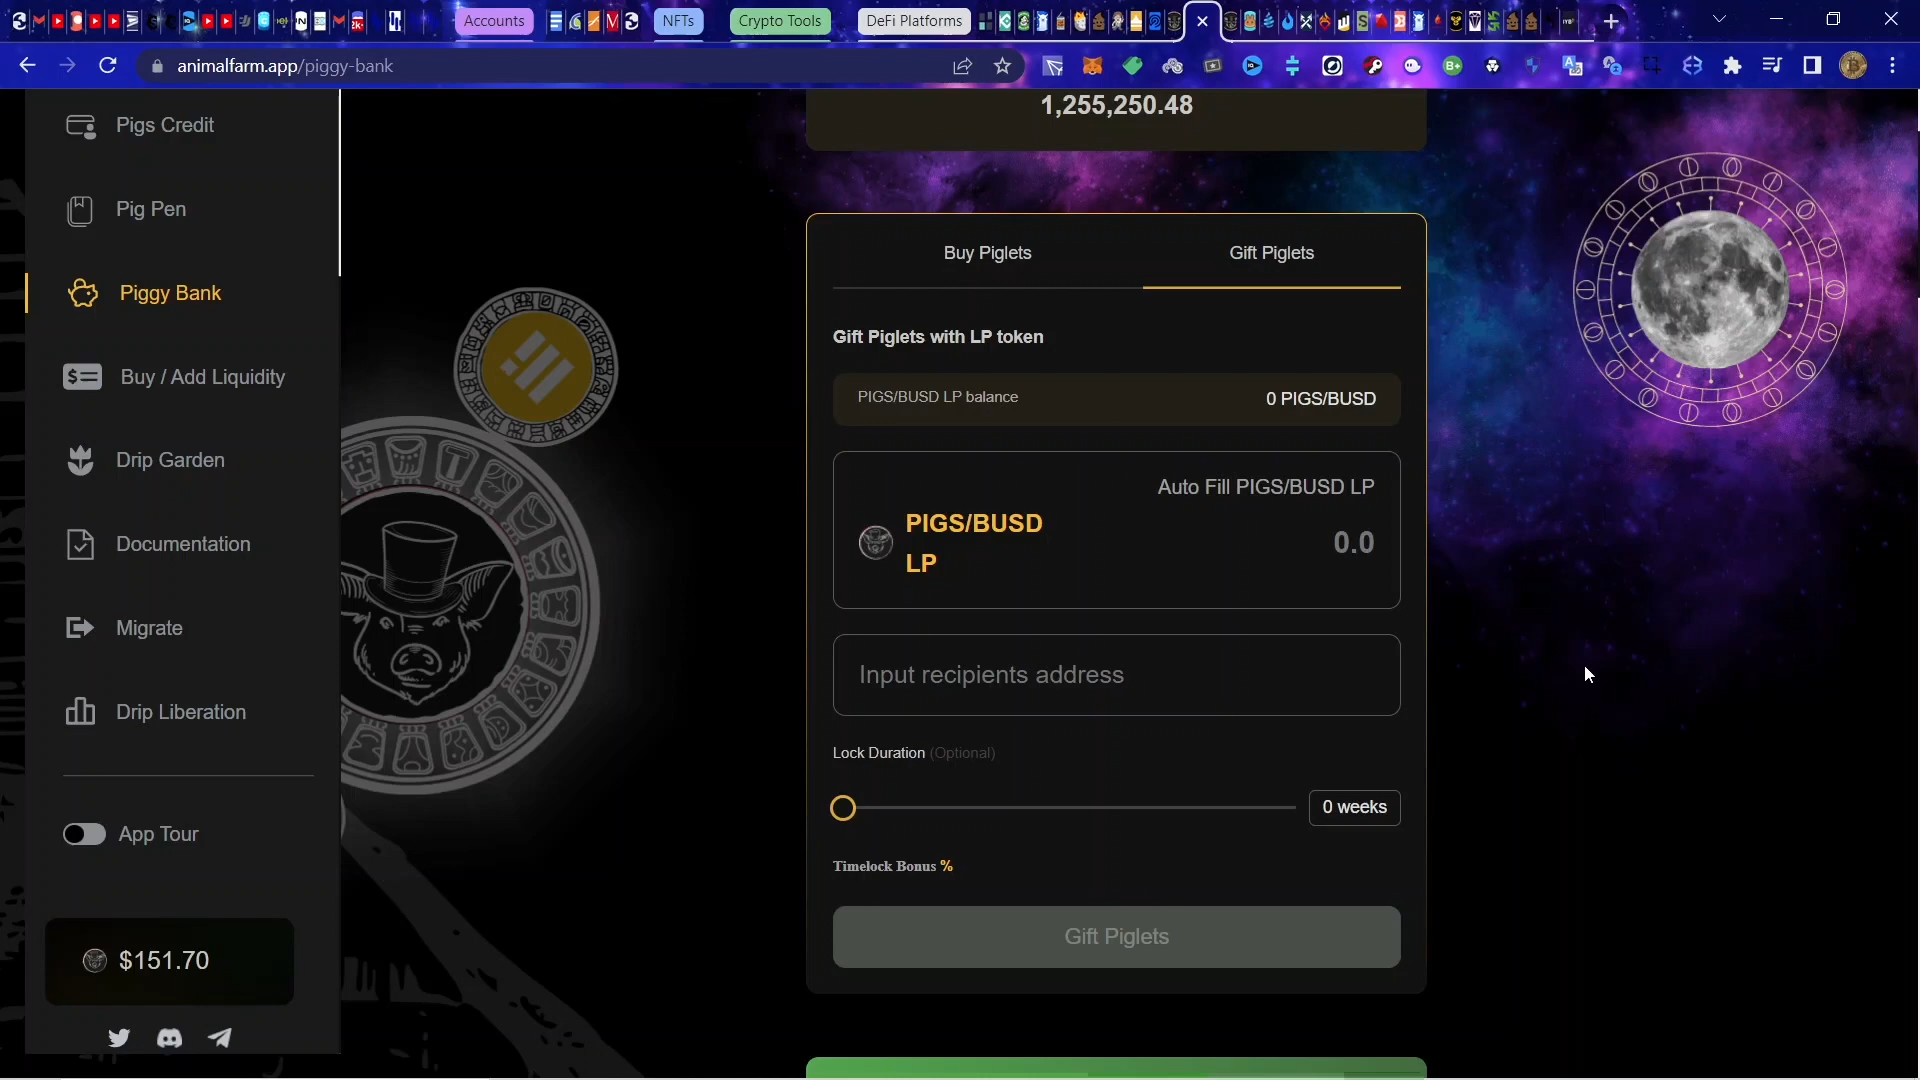 Accounts
NFTs
Crypto Tools
DeFi Platforms
animalfarm.app/piggy-bank
Pigs Credit
Pig Pen
Piggy Bank
Buy / Add Liquidity
Drip Garden
Documentation
Migrate
Drip Liberation
App Tour
$151.70
1,255,250.48
Buy Piglets
Gift Piglets
Gift Piglets with LP token
PIGS/BUSD LP balance
0 PIGS/BUSD
Auto Fill PIGS/BUSD LP
PIGS/BUSD
LP
0.0
Input recipients address
Lock Duration (Optional)
0 weeks
Timelock Bonus %
Gift Piglets